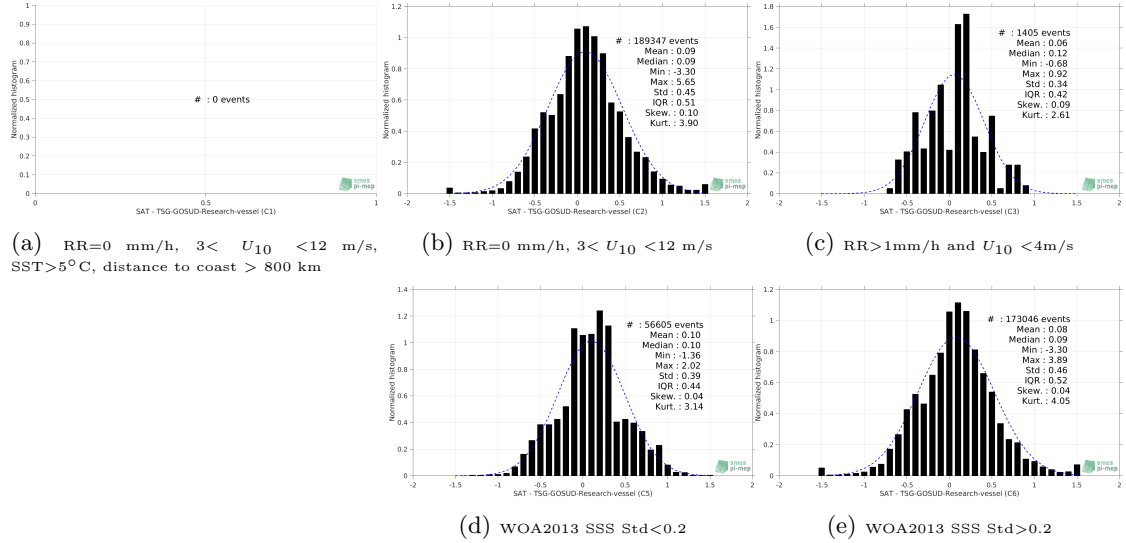 1
0.9
0.8
0.7
0.6
0.5
0.4
0.3
0.2
0.1
0
Normalized histogram
# : 0 events
0 0.5 1
SAT - TSG-GOSUD-Research-vessel (C1)
smos
pi-mep
(a) RR=0 mm/h, 3< U10 <12 m/s,
SST>5°C, distance to coast > 800 km
1.2
1
0.8
0.6
0.4
0.2
0
Normalized histogram
# : 189347 events
Mean : 0.09
Median : 0.09
Min : -3.30
Max : 5.65
Std : 0.45
IQR : 0.51
Skew. : 0.10
Kurt. : 3.90
-2 -1.5 -1 -0.5 0 0.5 1 1.5 2
SAT - TSG-GOSUD-Research-vessel (C2)
smos
pi-mep
(b) RR=0 mm/h, 3< U10 <12 m/s
1.8
1.6
1.4
1.2
1
0.8
0.6
0.4
0.2
0
Normalized histogram
# : 1405 events
Mean : 0.06
Median : 0.12
Min : -0.68
Max : 0.92
Std : 0.34
IQR : 0.42
Skew. : 0.09
Kurt. : 2.61
-2 -1.5 -1 -0.5 0 0.5 1 1.5 2
SAT - TSG-GOSUD-Research-vessel (C3)
smos
pi-mep
(c) RR>1mm/h and U10 <4m/s
1.4
1.2
1
0.8
0.6
0.4
0.2
0
Normalized histogram
# : 56605 events
Mean : 0.10
Median : 0.10
Min : -1.36
Max : 2.02
Std : 0.39
IQR : 0.44
Skew. : 0.04
Kurt. : 3.14
-2 -1.5 -1 -0.5 0 0.5 1 1.5 2
SAT - TSG-GOSUD-Research-vessel (C5)
smos
pi-mep
(d) WOA2013 SSS Std<0.2
1.2
1
0.8
0.6
0.4
0.2
0
Normalized histogram
# : 173046 events
Mean : 0.08
Median : 0.09
Min : -3.30
Max : 3.89
Std : 0.46
IQR : 0.52
Skew. : 0.04
Kurt. : 4.05
-2 -1.5 -1 -0.5 0 0.5 1 1.5 2
SAT - TSG-GOSUD-Research-vessel (C6)
smos
pi-mep
(e) WOA2013 SSS Std>0.2